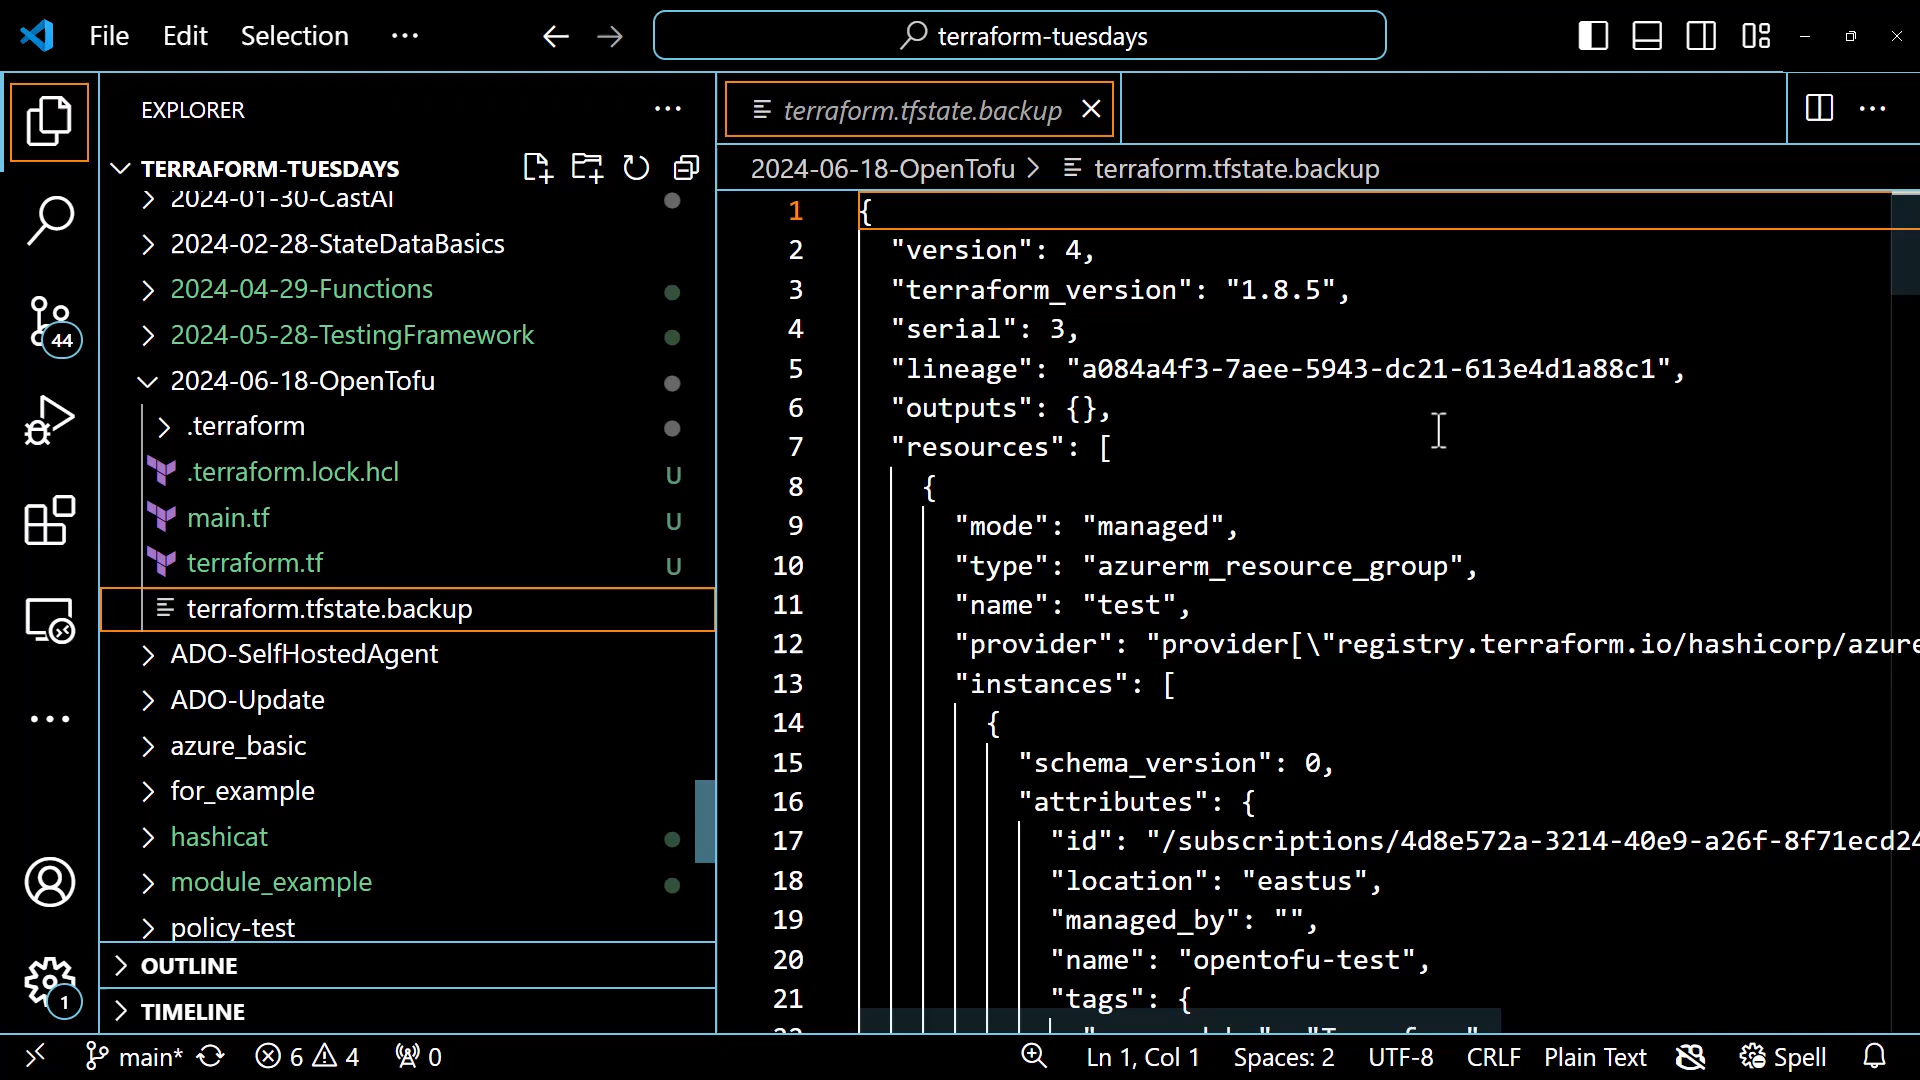 File Edit Selection ··· terraform-tuesdays
EXPLORER
TERRAFORM-TUESDAYS
2024-01-30-CastAI
2024-02-28-StateDataBasics
2024-04-29-Functions
2024-05-28-TestingFramework
2024-06-18-OpenTofu
.terraform
.terraform.lock.hcl U
main.tf U
terraform.tf U
terraform.tfstate.backup
ADO-SelfHostedAgent
ADO-Update
azure_basic
for_example
hashicat
module_example
policy-test
OUTLINE
TIMELINE
44
1
terraform.tfstate.backup
2024-06-18-OpenTofu > terraform.tfstate.backup
1 {
2 "version": 4,
3 "terraform_version": "1.8.5",
4 "serial": 3,
5 "lineage": "a084a4f3-7aee-5943-dc21-613e4d1a88c1",
6 "outputs": {},
7 "resources": [
8 {
9 "mode": "managed",
10 "type": "azurerm_resource_group",
11 "name": "test",
12 "provider": "provider[\"registry.terraform.io/hashicorp/azure
13 "instances": [
14 {
15 "schema_version": 0,
16 "attributes": {
17 "id": "/subscriptions/4d8e572a-3214-40e9-a26f-8f71ecd24
18 "location": "eastus",
19 "managed_by": "",
20 "name": "opentofu-test",
21 "tags": {
main* 6 4 0 Ln 1, Col 1 Spaces: 2 UTF-8 CRLF Plain Text Spell